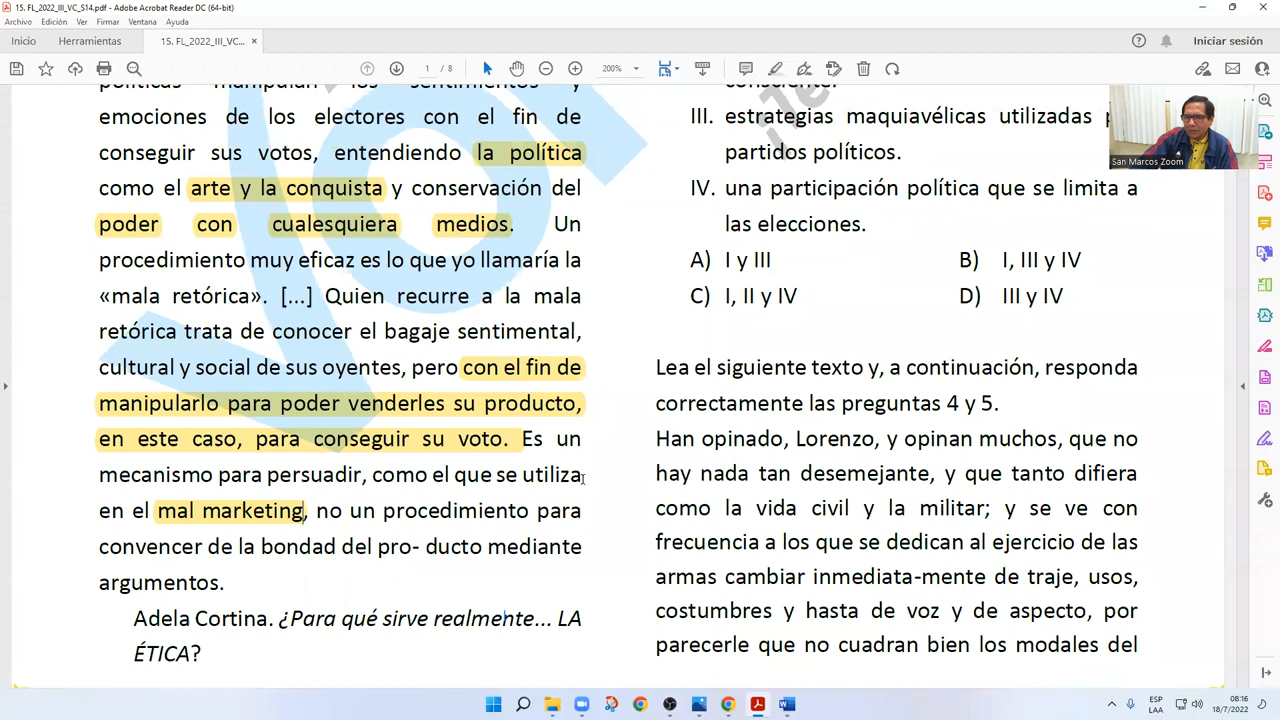 15. FL_2022_III_VC_S14.pdf - Adobe Acrobat Reader DC (64-bit)
Archivo Edición Ver Firmar Ventana Ayuda
Inicio Herramientas 15. FL_2022_III_VC... × Iniciar sesión
1 / 8 200%
políticas manipulan los sentimientos y
emociones de los electores con el fin de
conseguir sus votos, entendiendo la política
como el arte y la conquista y conservación del
poder con cualesquiera medios. Un
procedimiento muy eficaz es lo que yo llamaría la
«mala retórica». [...] Quien recurre a la mala
retórica trata de conocer el bagaje sentimental,
cultural y social de sus oyentes, pero con el fin de
manipularlo para poder venderles su producto,
en este caso, para conseguir su voto. Es un
mecanismo para persuadir, como el que se utiliza
en el mal marketing, no un procedimiento para
convencer de la bondad del pro- ducto mediante
argumentos.
Adela Cortina. ¿Para qué sirve realmente... LA
ÉTICA?
consciente.
III. estrategias maquiavélicas utilizadas
partidos políticos.
IV. una participación política que se limita a
las elecciones.
A) I y III B) I, III y IV
C) I, II y IV D) III y IV
Lea el siguiente texto y, a continuación, responda
correctamente las preguntas 4 y 5.
Han opinado, Lorenzo, y opinan muchos, que no
hay nada tan desemejante, y que tanto difiera
como la vida civil y la militar; y se ve con
frecuencia a los que se dedican al ejercicio de las
armas cambiar inmediata-mente de traje, usos,
costumbres y hasta de voz y de aspecto, por
parecerle que no cuadran bien los modales del
San Marcos Zoom
ESP
LAA
08:16
18/7/2022